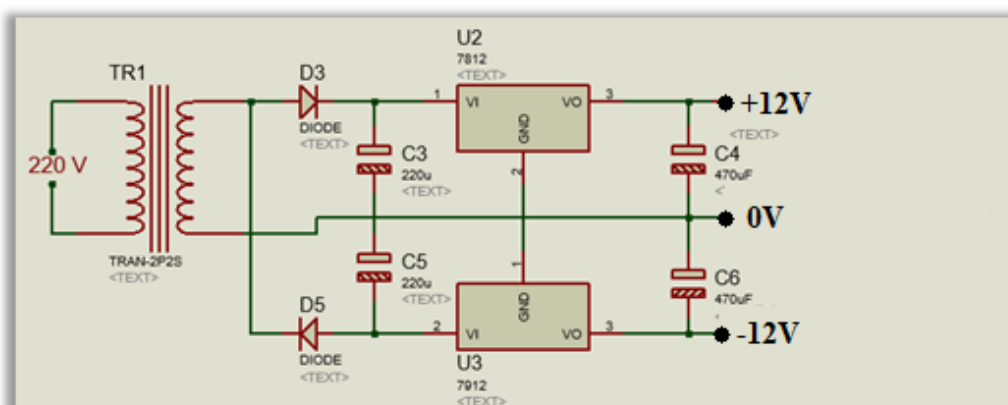 TR1
220 V
TRAN-2P2S
<TEXT>
D3
DIODE
<TEXT>
C3
220u
<TEXT>
C5
220u
<TEXT>
D5
DIODE
<TEXT>
U2
7812
<TEXT>
1
VI
VO
3
GND
2
1
GND
2
VI
VO
3
U3
7912
<TEXT>
+12V
<TEXT>
C4
470uF
0V
C6
470uF
-12V